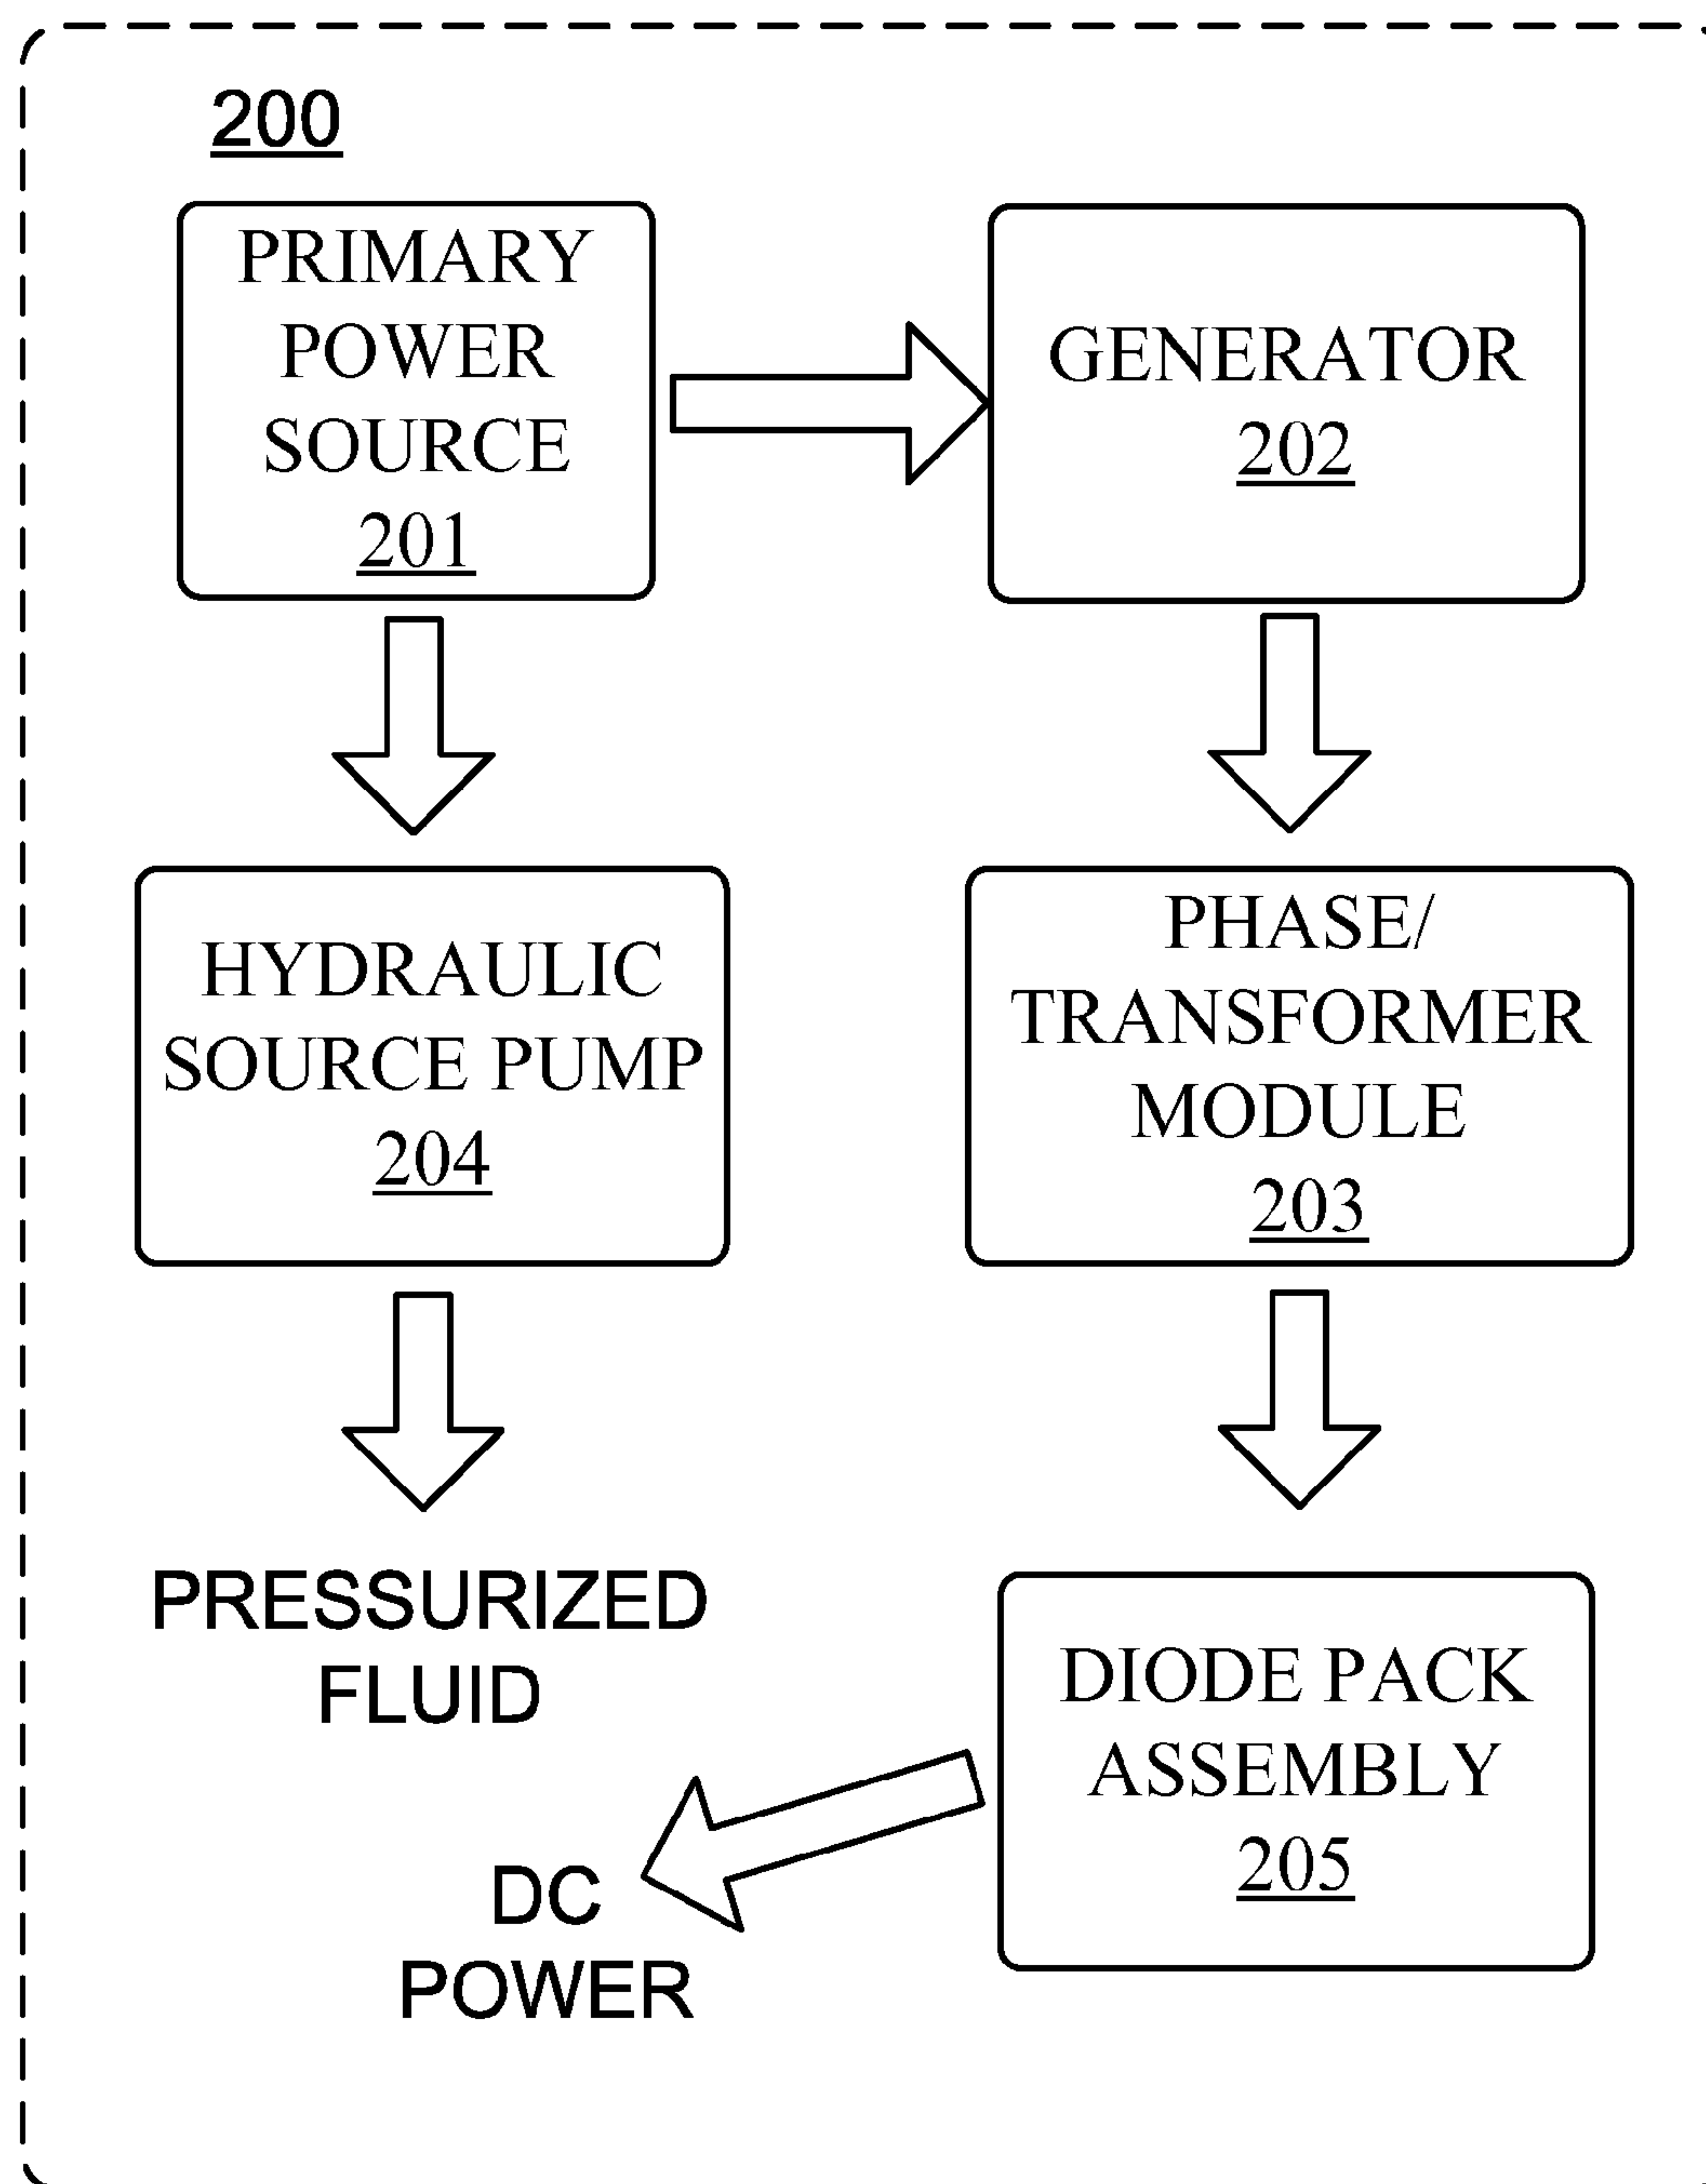 200
PRIMARY
POWER
SOURCE
201
GENERATOR
202
HYDRAULIC
SOURCE PUMP
204
PHASE/
TRANSFORMER
MODULE
203
PRESSURIZED
FLUID
DIODE PACK
ASSEMBLY
205
DC
POWER